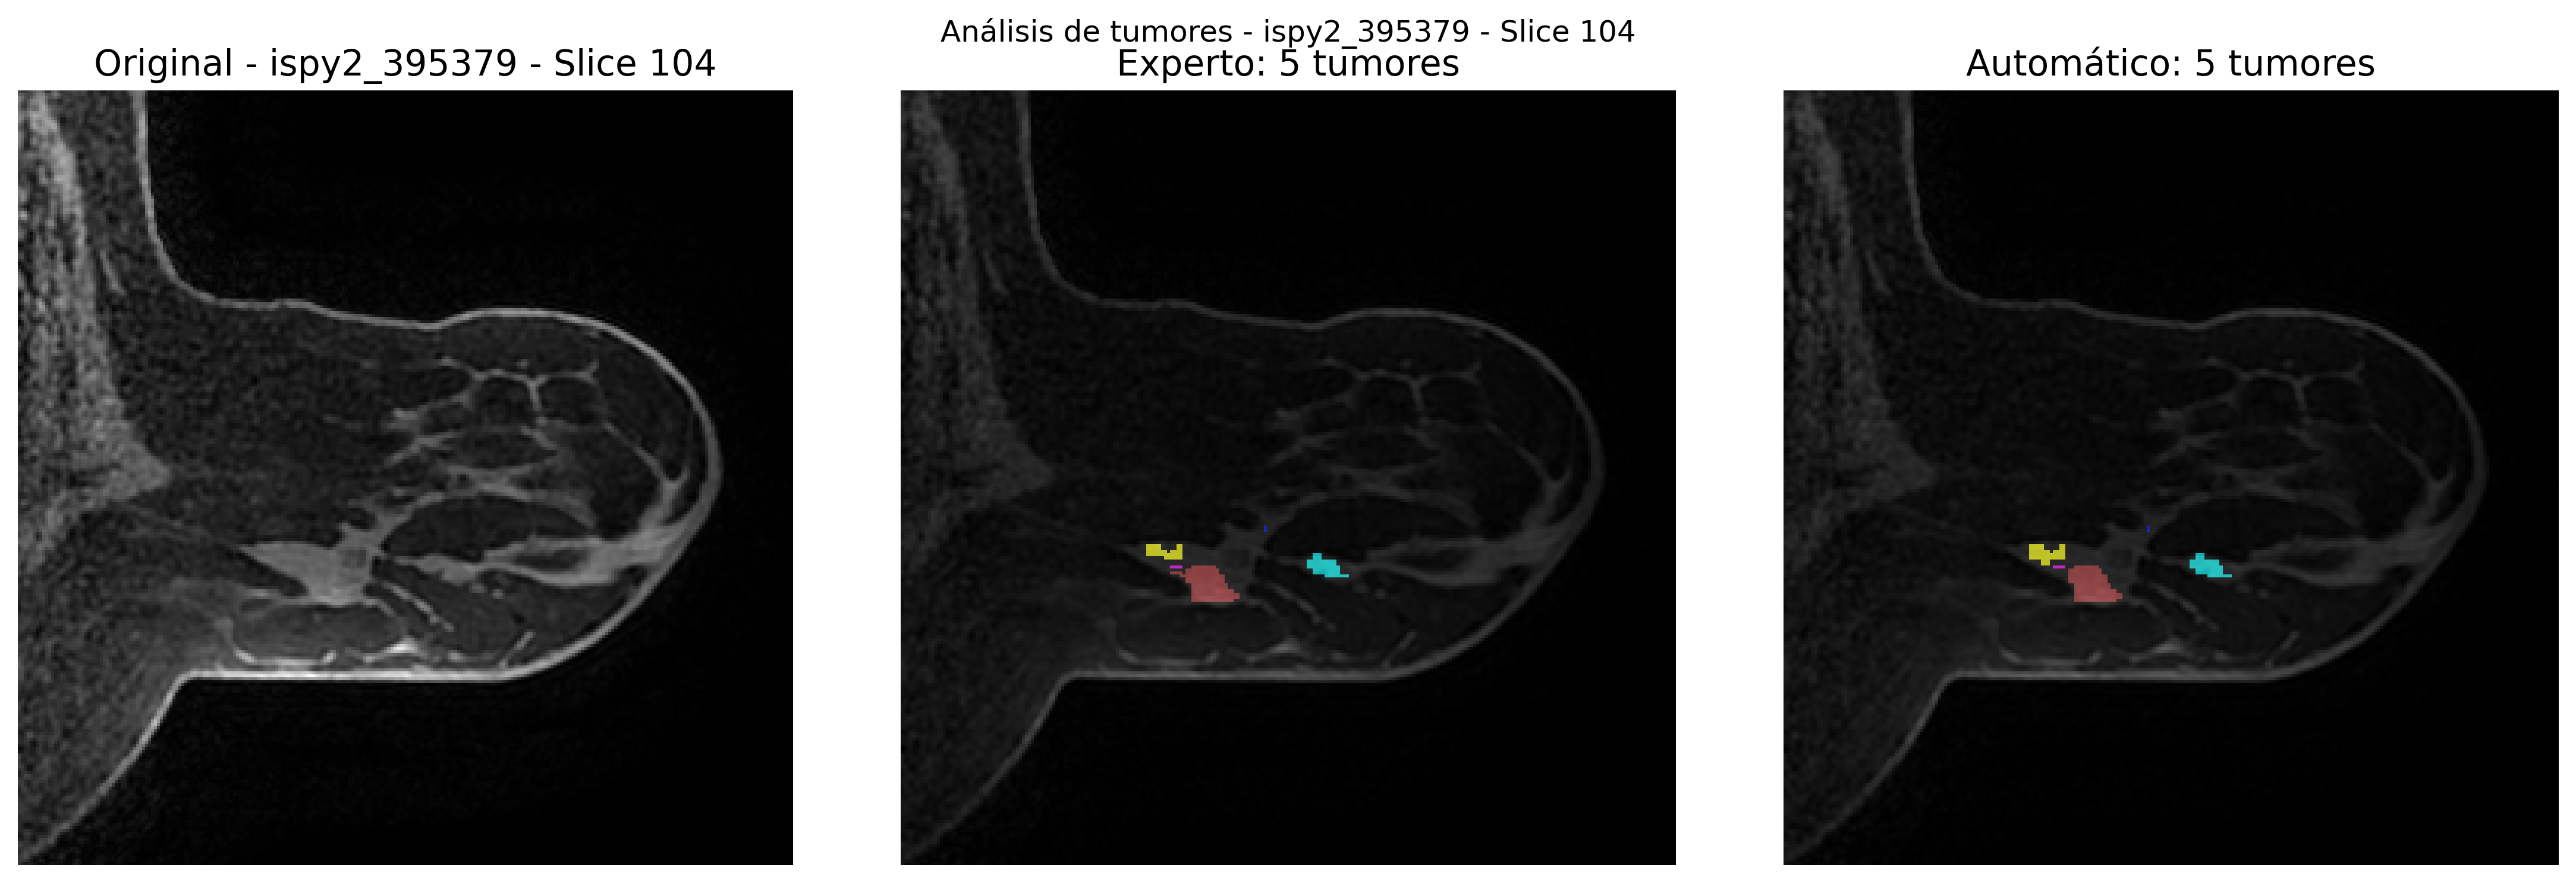 Análisis de tumores - ispy2_395379 - Slice 104
Original - ispy2_395379 - Slice 104
Experto: 5 tumores
Automático: 5 tumores